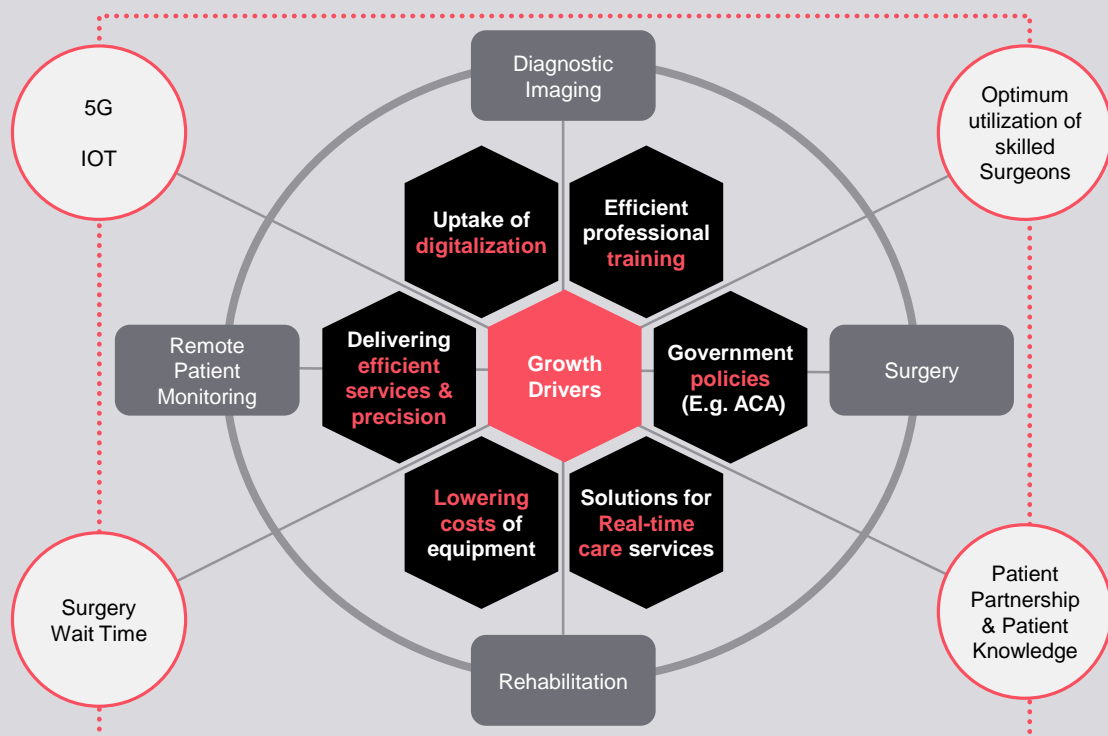 Diagnostic
Imaging
5G
IOT
Optimum
utilization of
skilled
Surgeons
Uptake of
digitalization
Efficient
professional
training
Remote
Patient
Monitoring
Delivering
efficient
services &
precision
Growth
Drivers
Government
policies
(E.g. ACA)
Surgery
Lowering
costs of
equipment
Solutions for
Real-time
care services
Surgery
Wait Time
Patient
Partnership
& Patient
Knowledge
Rehabilitation